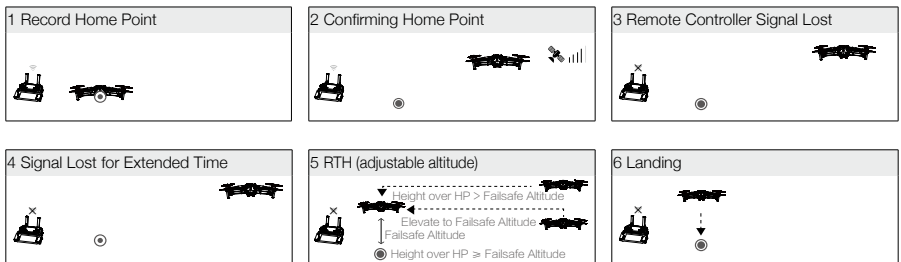 1 Record Home Point
2 Confirming Home Point
3 Remote Controller Signal Lost
4 Signal Lost for Extended Time
5 RTH (adjustable altitude)
Height over HP > Failsafe Altitude
Elevate to Failsafe Altitude
Failsafe Altitude
Height over HP ⩾ Failsafe Altitude
6 Landing